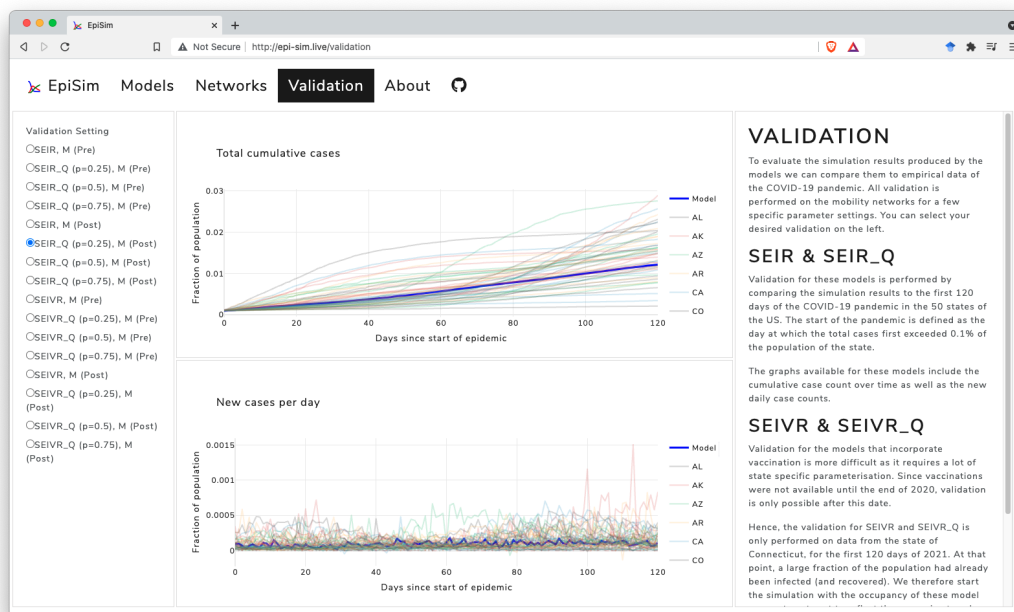 EpiSim
Not Secure http://epi-sim.live/validation
EpiSim Models Networks Validation About
Validation Setting
SEIR, M (Pre)
SEIR_Q (p=0.25), M (Pre)
SEIR_Q (p=0.5), M (Pre)
SEIR_Q (p=0.75), M (Pre)
SEIR, M (Post)
SEIR_Q (p=0.25), M (Post)
SEIR_Q (p=0.5), M (Post)
SEIR_Q (p=0.75), M (Post)
SEIVR, M (Pre)
SEIVR_Q (p=0.25), M (Pre)
SEIVR_Q (p=0.5), M (Pre)
SEIVR_Q (p=0.75), M (Pre)
SEIVR, M (Post)
SEIVR_Q (p=0.25), M
(Post)
SEIVR_Q (p=0.5), M (Post)
SEIVR_Q (p=0.75), M
(Post)
Total cumulative cases
Fraction of population
0.03
0.02
0.01
0
0 20 40 60 80 100 120
Days since start of epidemic
Model
AL
AK
AZ
AR
CA
CO
New cases per day
Fraction of population
0.0015
0.001
0.0005
0
0 20 40 60 80 100 120
Days since start of epidemic
Model
AL
AK
AZ
AR
CA
CO
VALIDATION
To evaluate the simulation results produced by the
models we can compare them to empirical data of
the COVID-19 pandemic. All validation is
performed on the mobility networks for a few
specific parameter settings. You can select your
desired validation on the left.
SEIR & SEIR_Q
Validation for these models is performed by
comparing the simulation results to the first 120
days of the COVID-19 pandemic in the 50 states of
the US. The start of the pandemic is defined as the
day at which the total cases first exceeded 0.1% of
the population of the state.
The graphs available for these models include the
cumulative case count over time as well as the new
daily case counts.
SEIVR & SEIVR_Q
Validation for the models that incorporate
vaccination is more difficult as it requires a lot of
state specific parameterisation. Since vaccinations
were not available until the end of 2020, validation
is only possible after this date.
Hence, the validation for SEIVR and SEIVR_Q is
only performed on data from the state of
Connecticut, for the first 120 days of 2021. At that
point, a large fraction of the population had already
been infected (and recovered). We therefore start
the simulation with the occupancy of these model